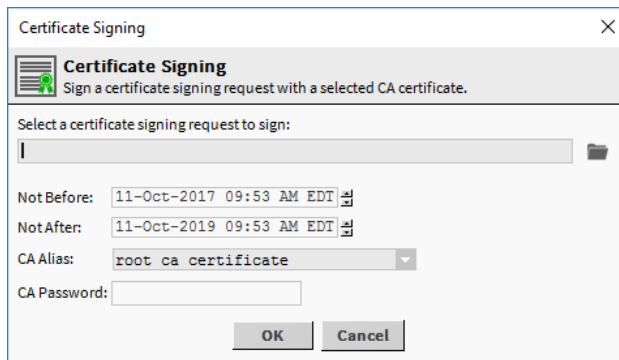 Certificate Signing
Certificate Signing
Sign a certificate signing request with a selected CA certificate.
Select a certificate signing request to sign:
Not Before: 11-Oct-2017 09:53 AM EDT
Not After: 11-Oct-2019 09:53 AM EDT
CA Alias: root ca certificate
CA Password:
OK Cancel